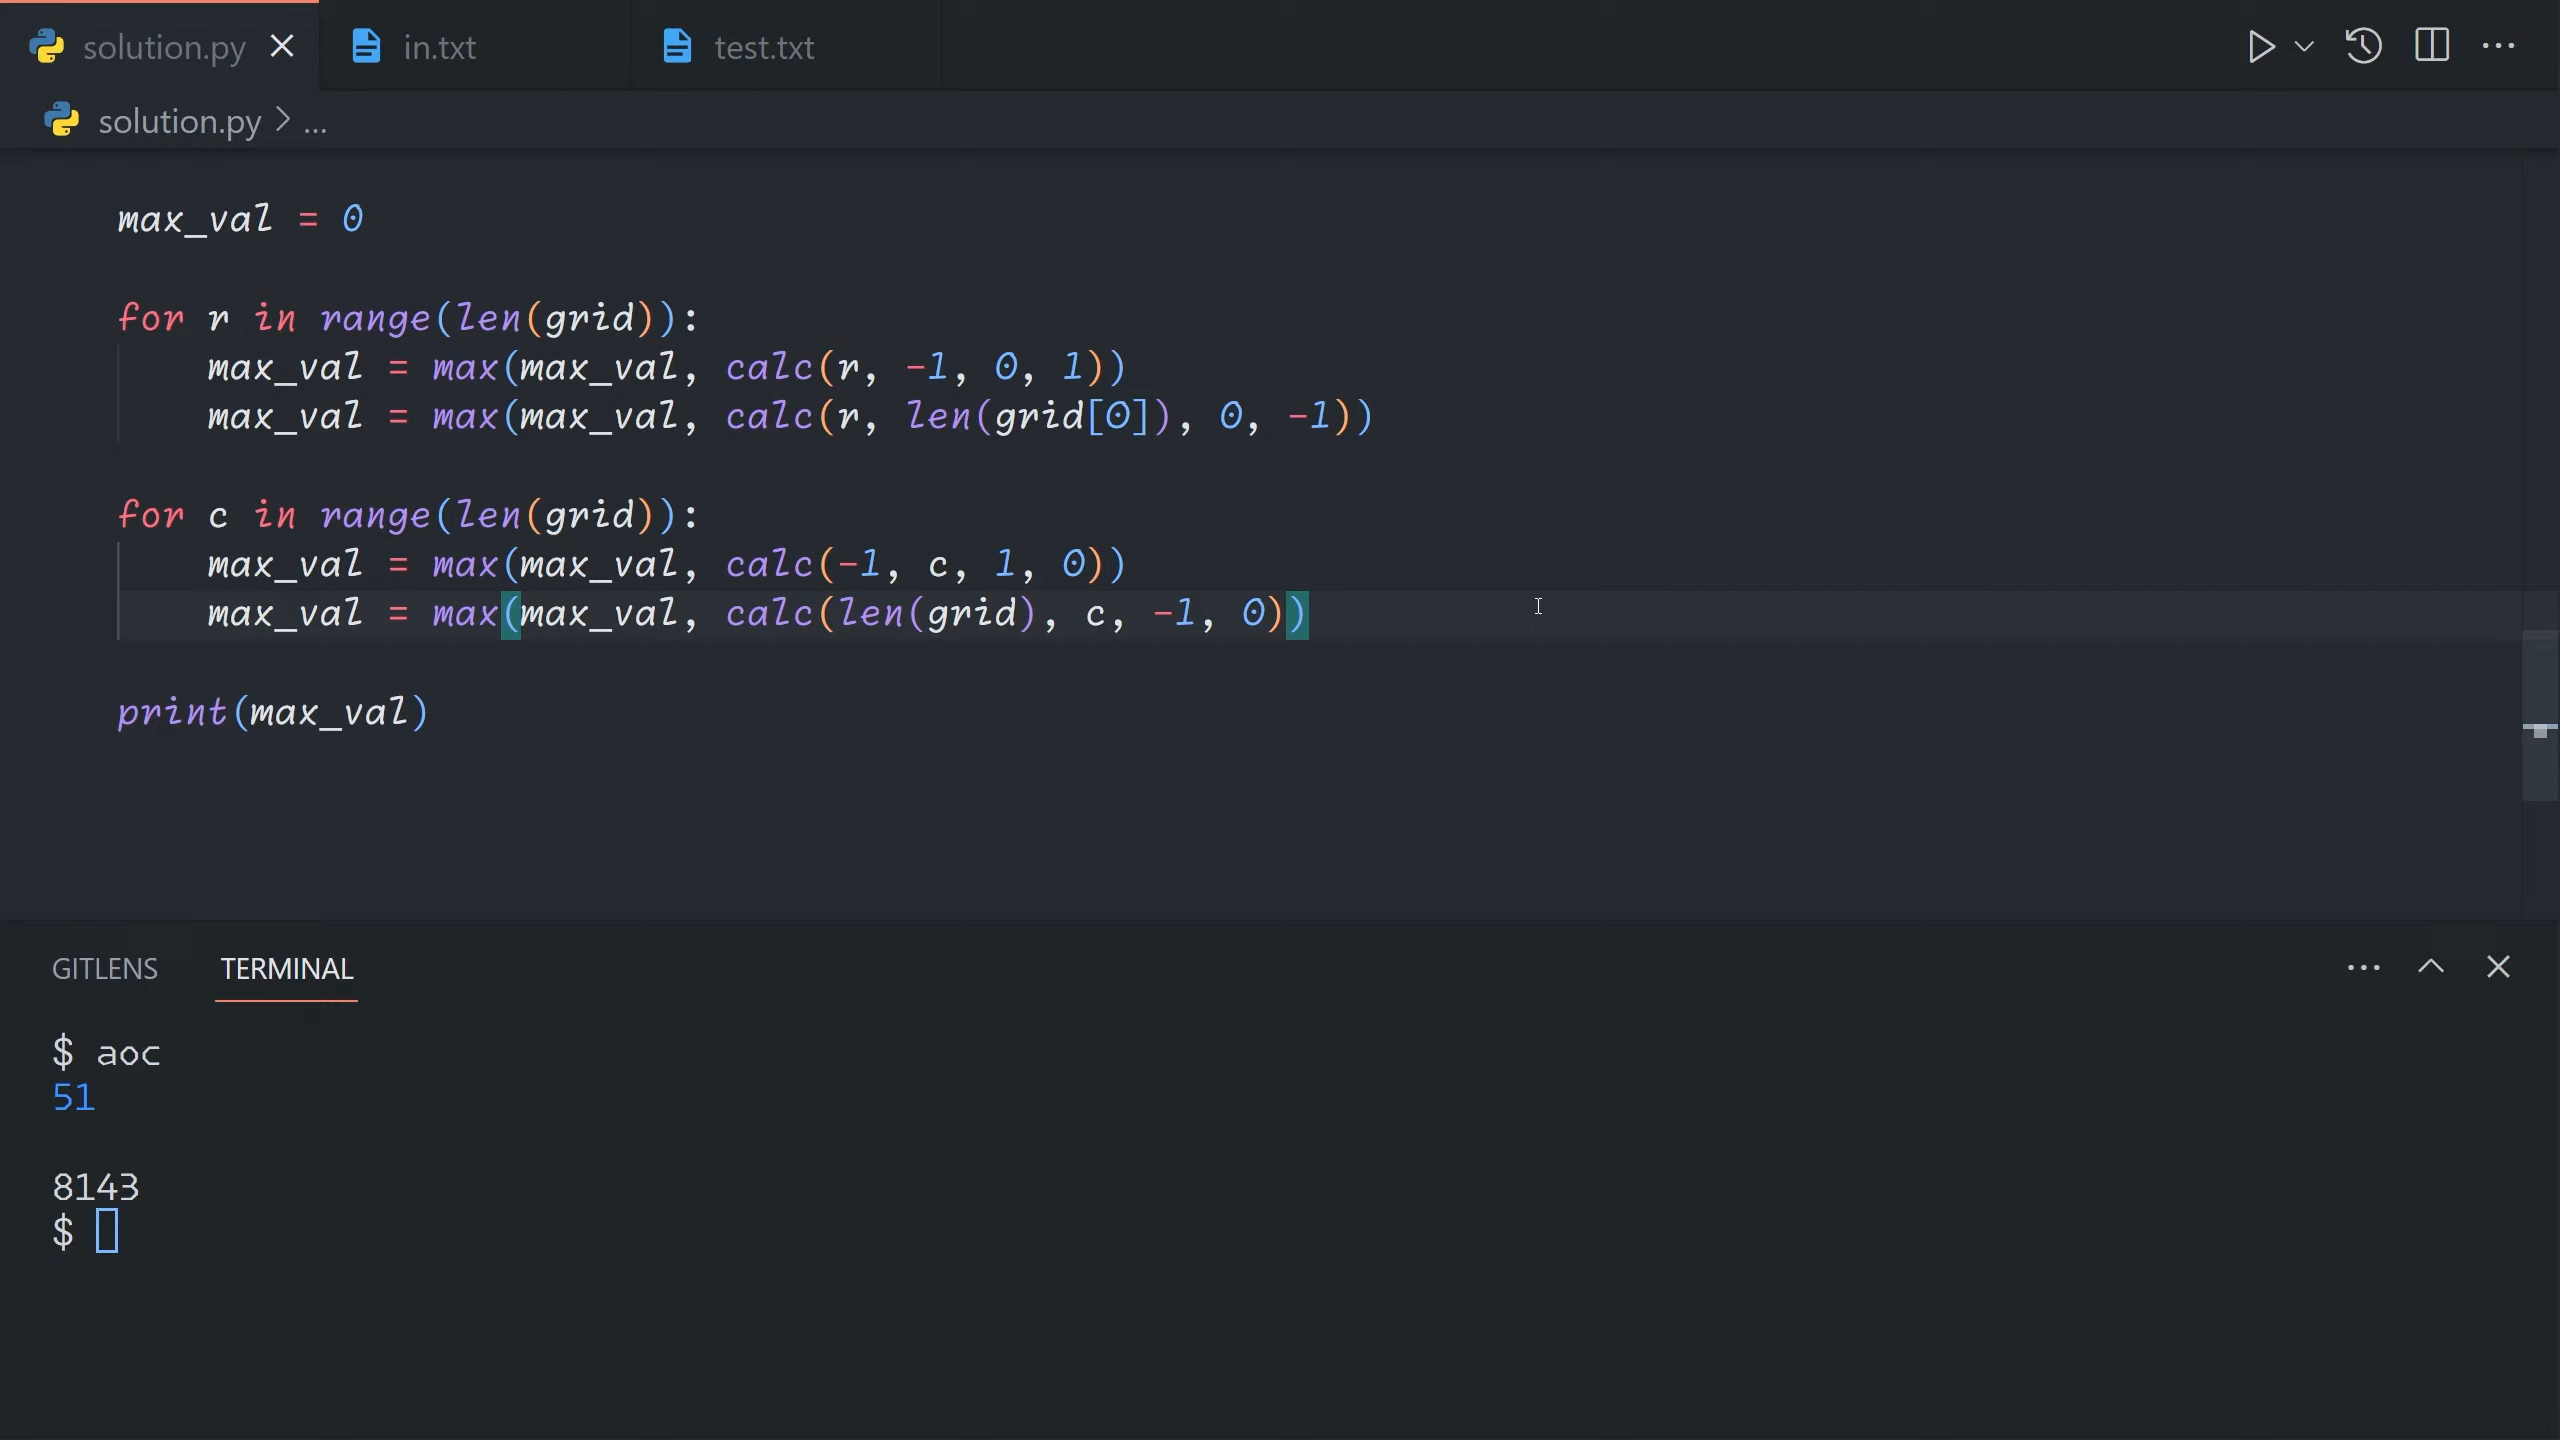 solution.py
in.txt
test.txt
solution.py > ...
max_val = 0
for r in range(len(grid)):
    max_val = max(max_val, calc(r, -1, 0, 1))
    max_val = max(max_val, calc(r, len(grid[0]), 0, -1))
for c in range(len(grid)):
    max_val = max(max_val, calc(-1, c, 1, 0))
    max_val = max(max_val, calc(len(grid), c, -1, 0))
print(max_val)
GITLENS TERMINAL
$ aoc
51
8143
$